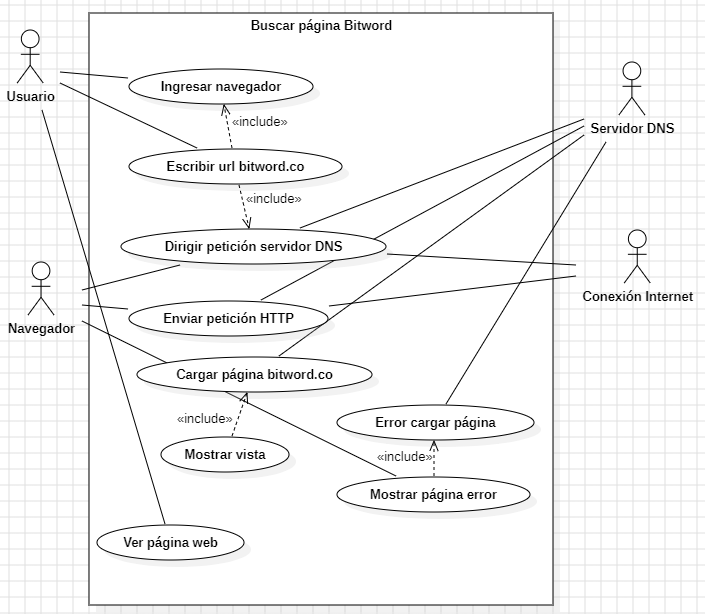 Buscar página Bitword
Usuario
Ingresar navegador
Servidor DNS
«include»
Escribir url bitword.co
«include»
Dirigir petición servidor DNS
Conexión Internet
Navegador
Enviar petición HTTP
Cargar página bitword.co
«include»
Error cargar página
Mostrar vista
«include»
Mostrar página error
Ver página web